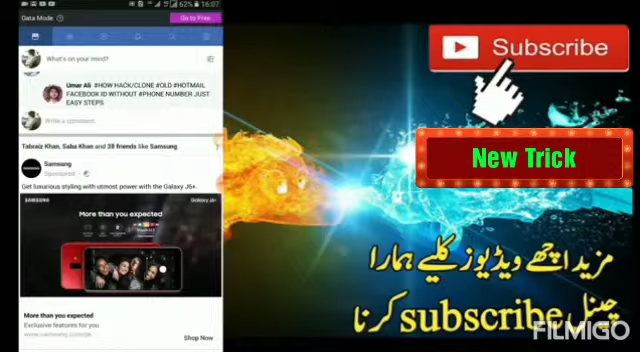 62% 16:07
Data Mode
Go to Free
What's on your mind?
Umar Ali #HOW HACK/CLONE #OLD #HOTMAIL
FACEBOOK ID WITHOUT #PHONE NUMBER JUST
EASY STEPS
Write a comment...
Tabraiz Khan, Saba Khan and 38 friends like Samsung
SAMSUNG
Samsung
Sponsored
Get luxurious styling with utmost power with the Galaxy J6+.
SAMSUNG
Galaxy J6+
More than you expected
More than you expected
Exclusive features for you
Shop Now
Subscribe
New Trick
مزید اچھے ویڈیوز کلیے ہمارا
چینل subscribe کرنا
FILMIGO